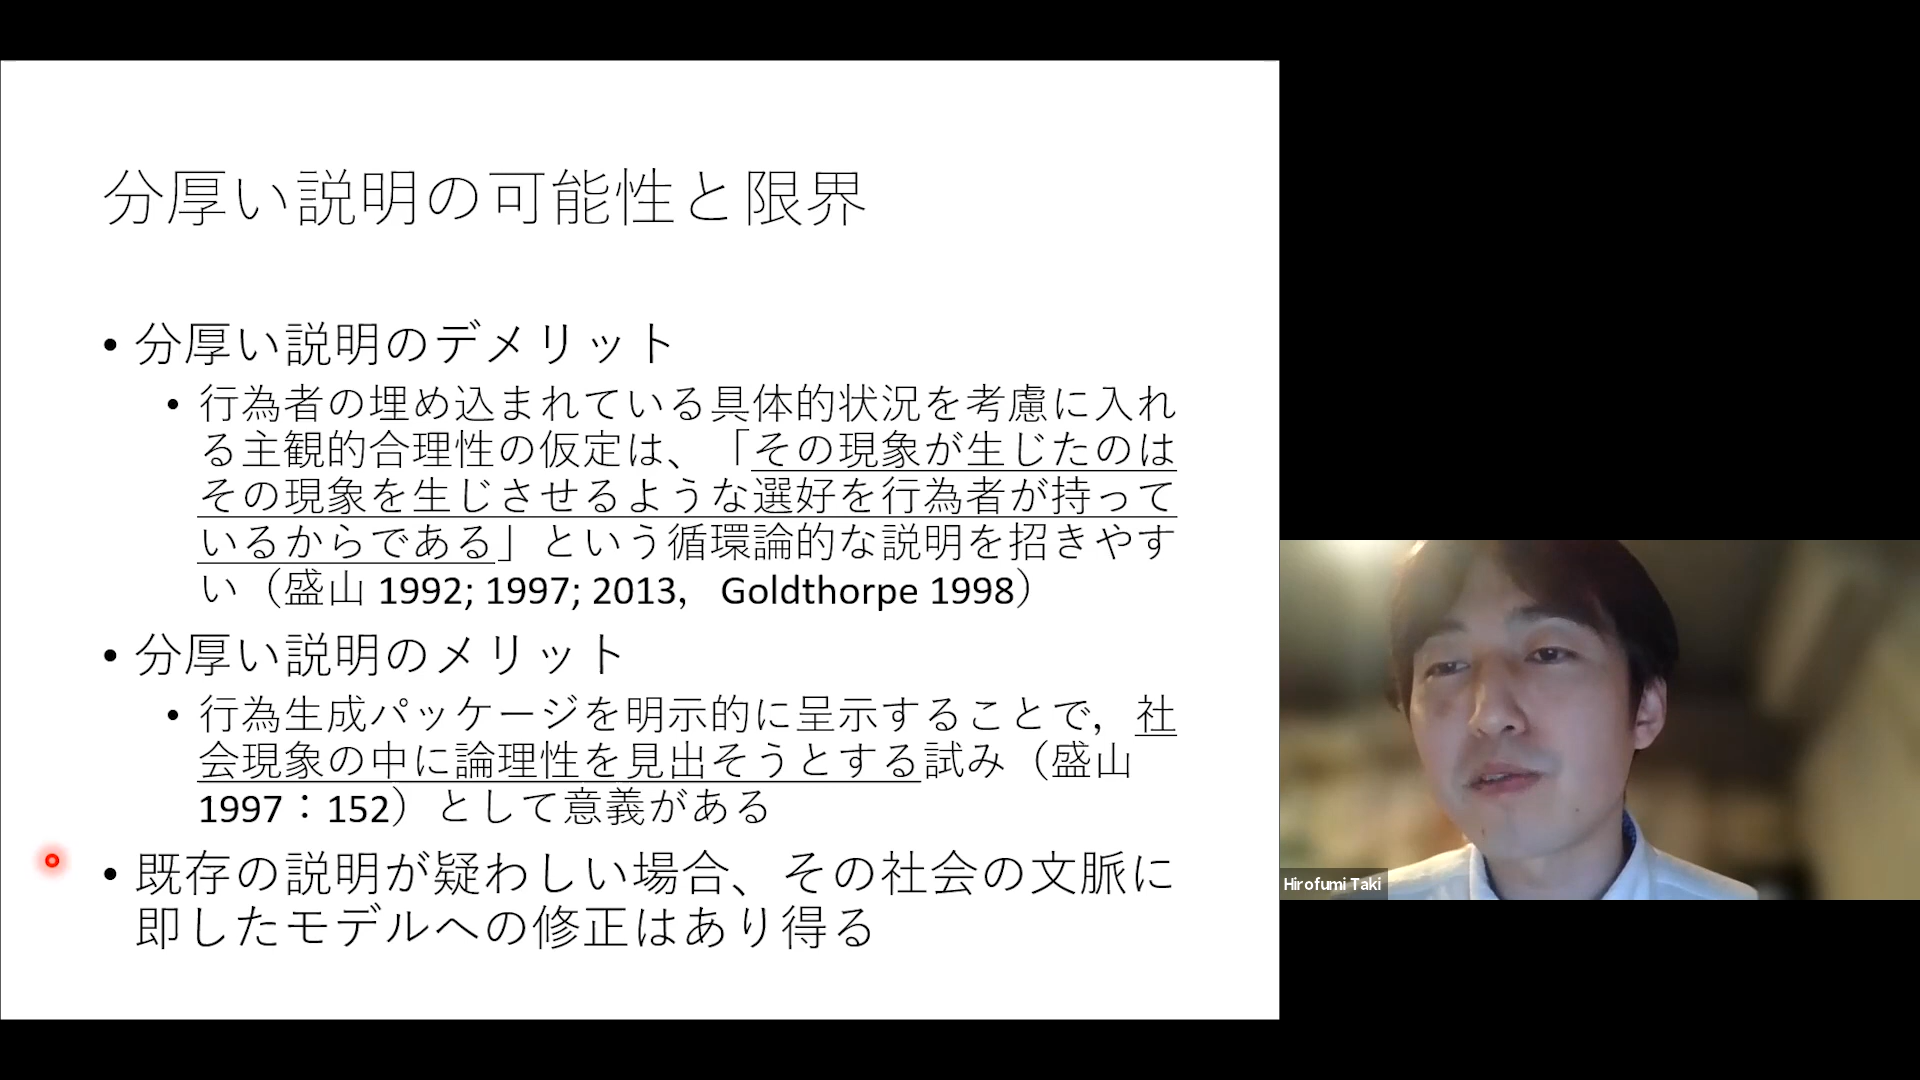 分厚い説明の可能性と限界
• 分厚い説明のデメリット
• 行為者の埋め込まれている具体的状況を考慮に入れ
る主観的合理性の仮定は、「その現象が生じたのは
その現象を生じさせるような選好を行為者が持って
いるからである」という循環論的な説明を招きやす
い（盛山 1992; 1997; 2013， Goldthorpe 1998）
• 分厚い説明のメリット
• 行為生成パッケージを明示的に呈示することで，社
会現象の中に論理性を見出そうとする試み（盛山
1997：152）として意義がある
• 既存の説明が疑わしい場合、その社会の文脈に
即したモデルへの修正はあり得る
Hirofumi Taki